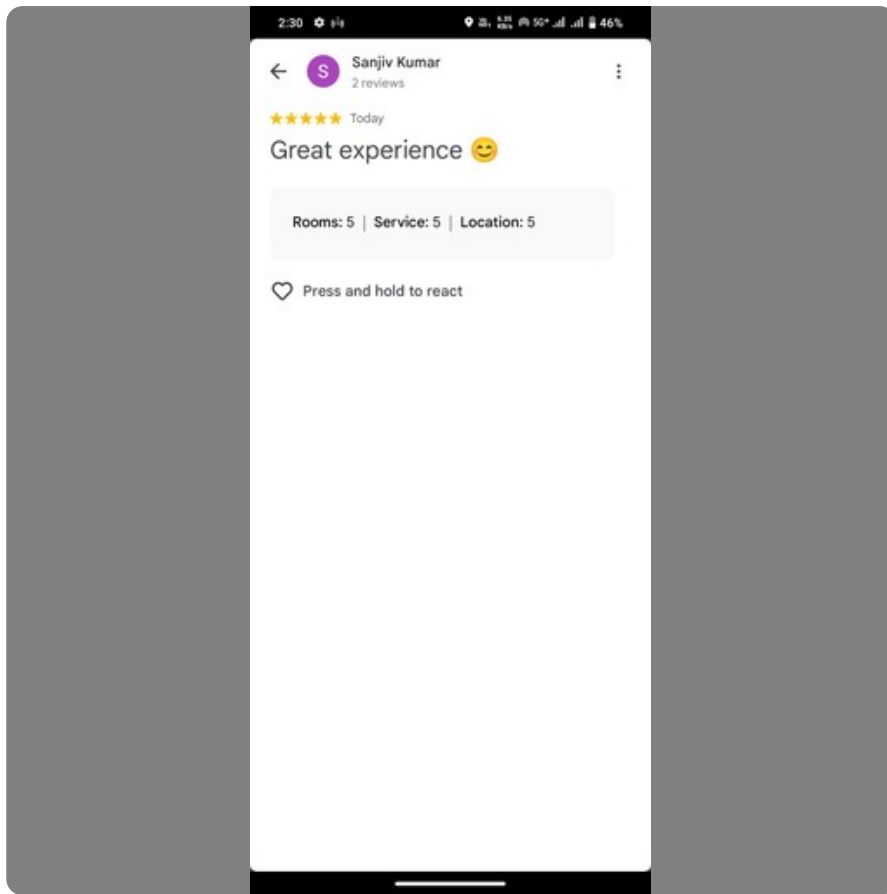 2:30 5G+ 46%
Sanjiv Kumar
S
2 reviews
Today
Great experience 😊
Rooms: 5 | Service: 5 | Location: 5
Press and hold to react